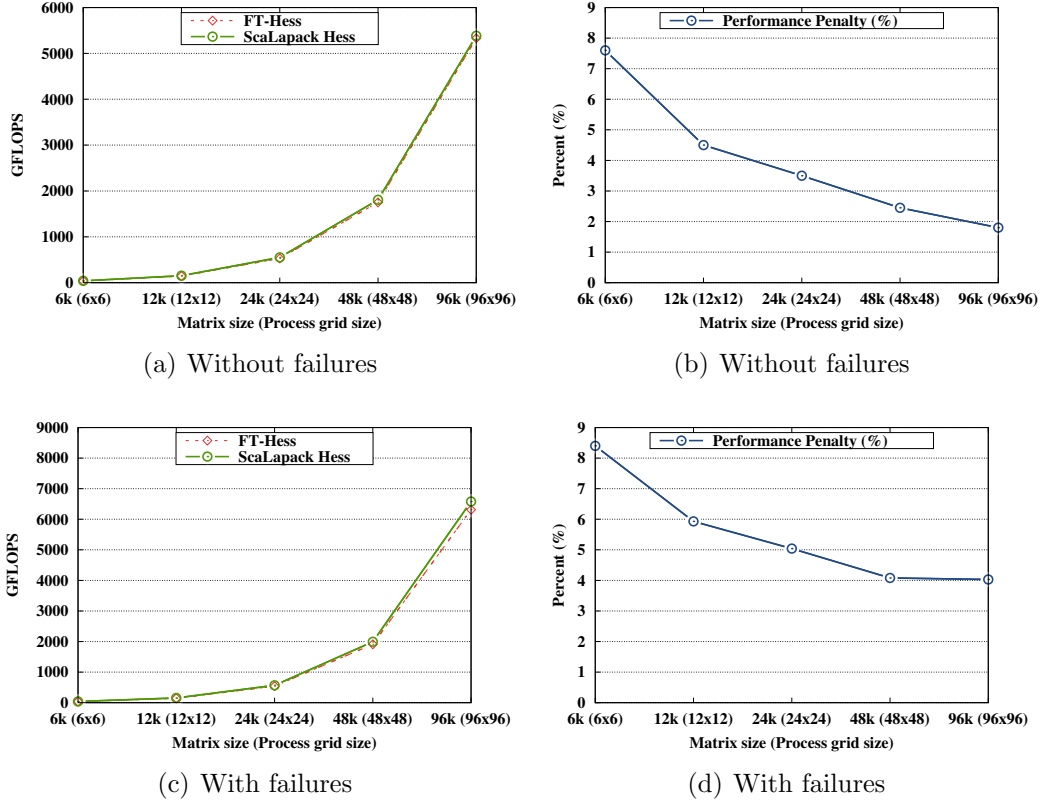 6000
5000
4000
3000
2000
1000
0
GFLOPS
FT-Hess
ScaLapack Hess
6k (6x6) 12k (12x12) 24k (24x24) 48k (48x48) 96k (96x96)
Matrix size (Process grid size)
(a) Without failures
9
8
7
6
5
4
3
2
1
0
Percent (%)
Performance Penalty (%)
6k (6x6) 12k (12x12) 24k (24x24) 48k (48x48) 96k (96x96)
Matrix size (Process grid size)
(b) Without failures
9000
8000
7000
6000
5000
4000
3000
2000
1000
0
GFLOPS
FT-Hess
ScaLapack Hess
6k (6x6) 12k (12x12) 24k (24x24) 48k (48x48) 96k (96x96)
Matrix size (Process grid size)
(c) With failures
9
8
7
6
5
4
3
2
1
0
Percent (%)
Performance Penalty (%)
6k (6x6) 12k (12x12) 24k (24x24) 48k (48x48) 96k (96x96)
Matrix size (Process grid size)
(d) With failures